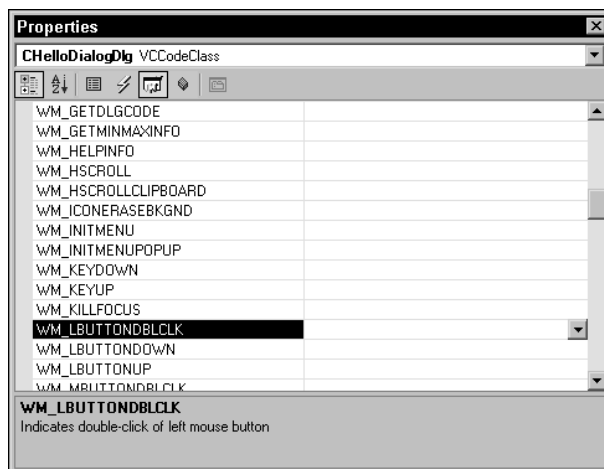 Properties
CHelloDialogDlg VCCodeClass
WM_GETDLGCODE
WM_GETMINMAXINFO
WM_HELPINFO
WM_HSCROLL
WM_HSCROLLCLIPBOARD
WM_ICONERASEBKGND
WM_INITMENU
WM_INITMENUPOPUP
WM_KEYDOWN
WM_KEYUP
WM_KILLFOCUS
WM_LBUTTONDBLCLK
WM_LBUTTONDOWN
WM_LBUTTONUP
WM_MBUTTONDBLCLK
WM_LBUTTONDBLCLK
Indicates double-click of left mouse button